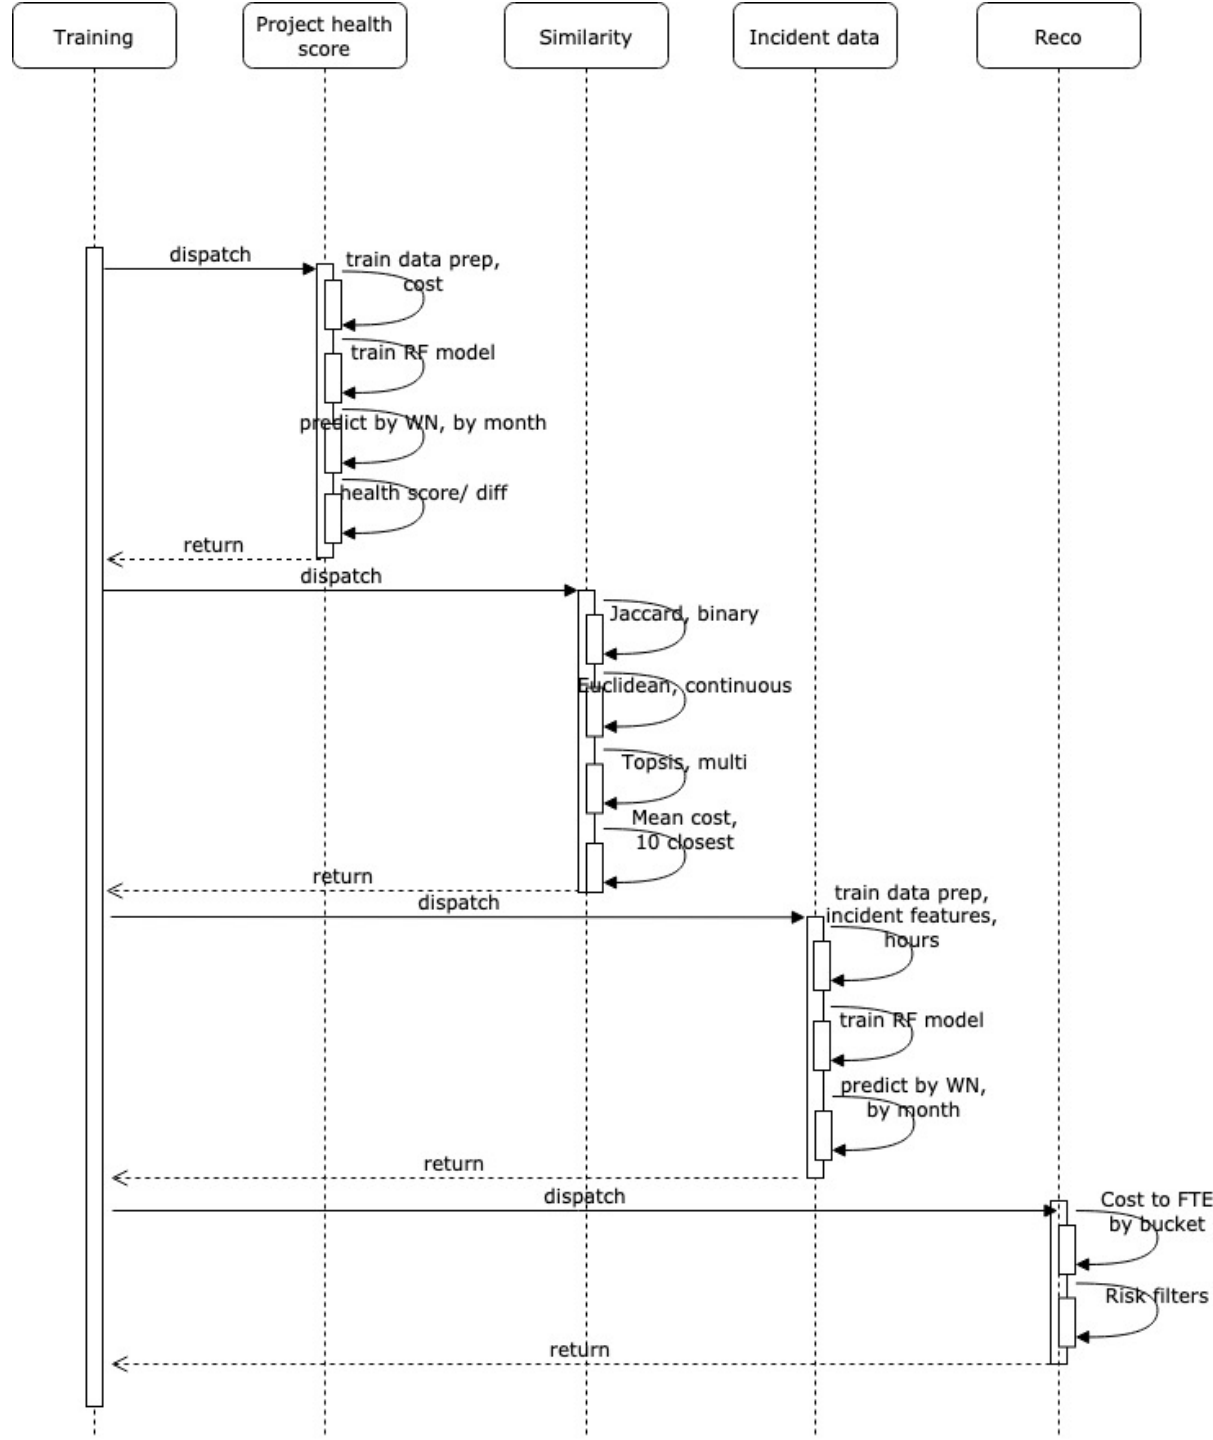 Training
Project health
score
Similarity
Incident data
Reco
dispatch
train data prep,
cost
train RF model
predict by WN, by month
health score/ diff
return
dispatch
Jaccard, binary
Euclidean, continuous
Topsis, multi
Mean cost,
10 closest
return
dispatch
train data prep,
incident features,
hours
train RF model
predict by WN,
by month
return
dispatch
Cost to FTE
by bucket
Risk filters
return